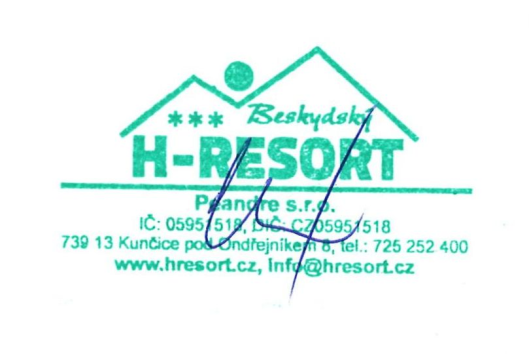 *** Beskydský
H-RESORT
Peandre s.r.o.
IČ: 05951518, DIČ: CZ05951518
739 13 Kunčice pod Ondřejníkem 8, tel.: 725 252 400
www.hresort.cz, info@hresort.cz